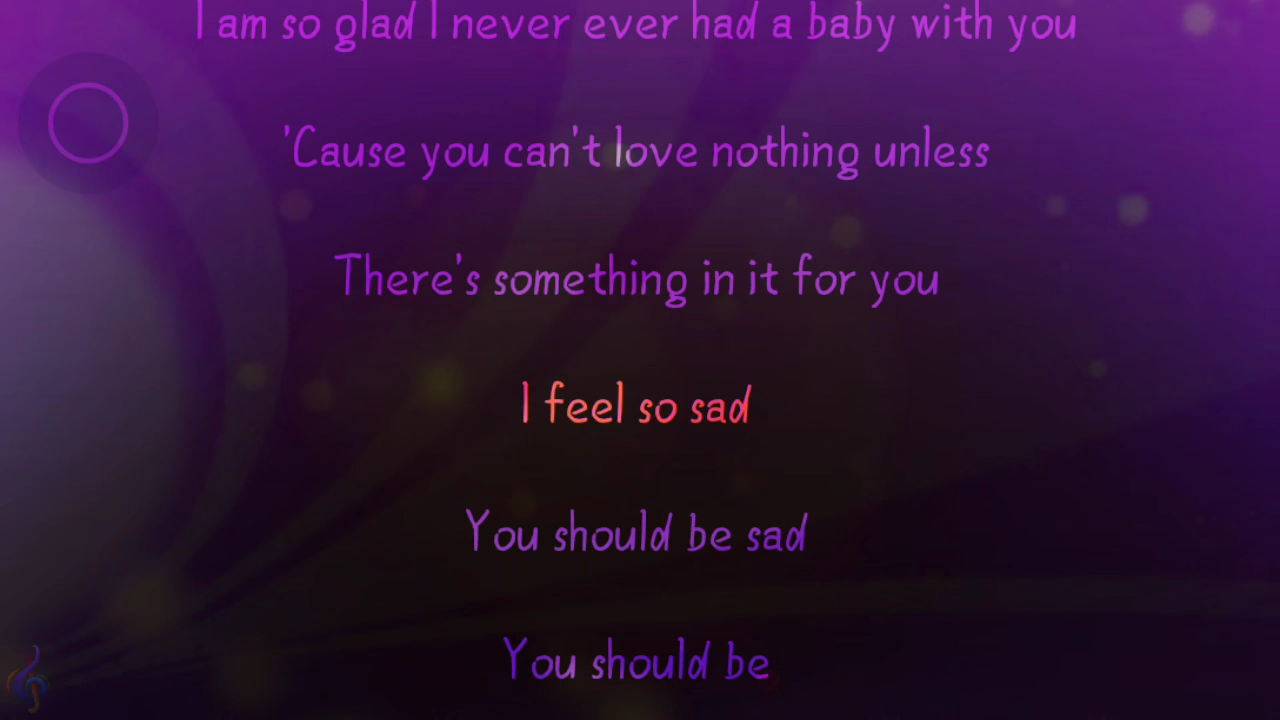 I am so glad I never ever had a baby with you
'Cause you can't love nothing unless
There's something in it for you
I feel so sad
You should be sad
You should be